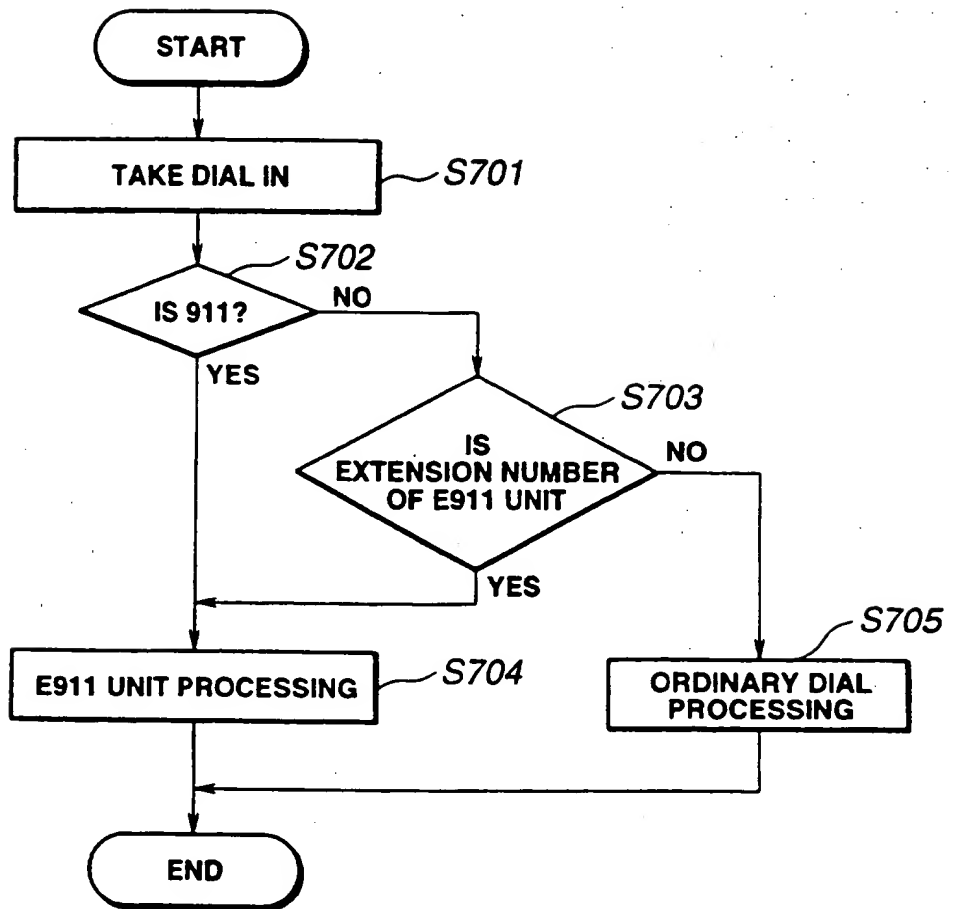 START
TAKE DIAL IN
S701
S702
IS 911?
NO
YES
S703
IS
EXTENSION NUMBER
OF E911 UNIT
NO
YES
E911 UNIT PROCESSING
S704
S705
ORDINARY DIAL
PROCESSING
END